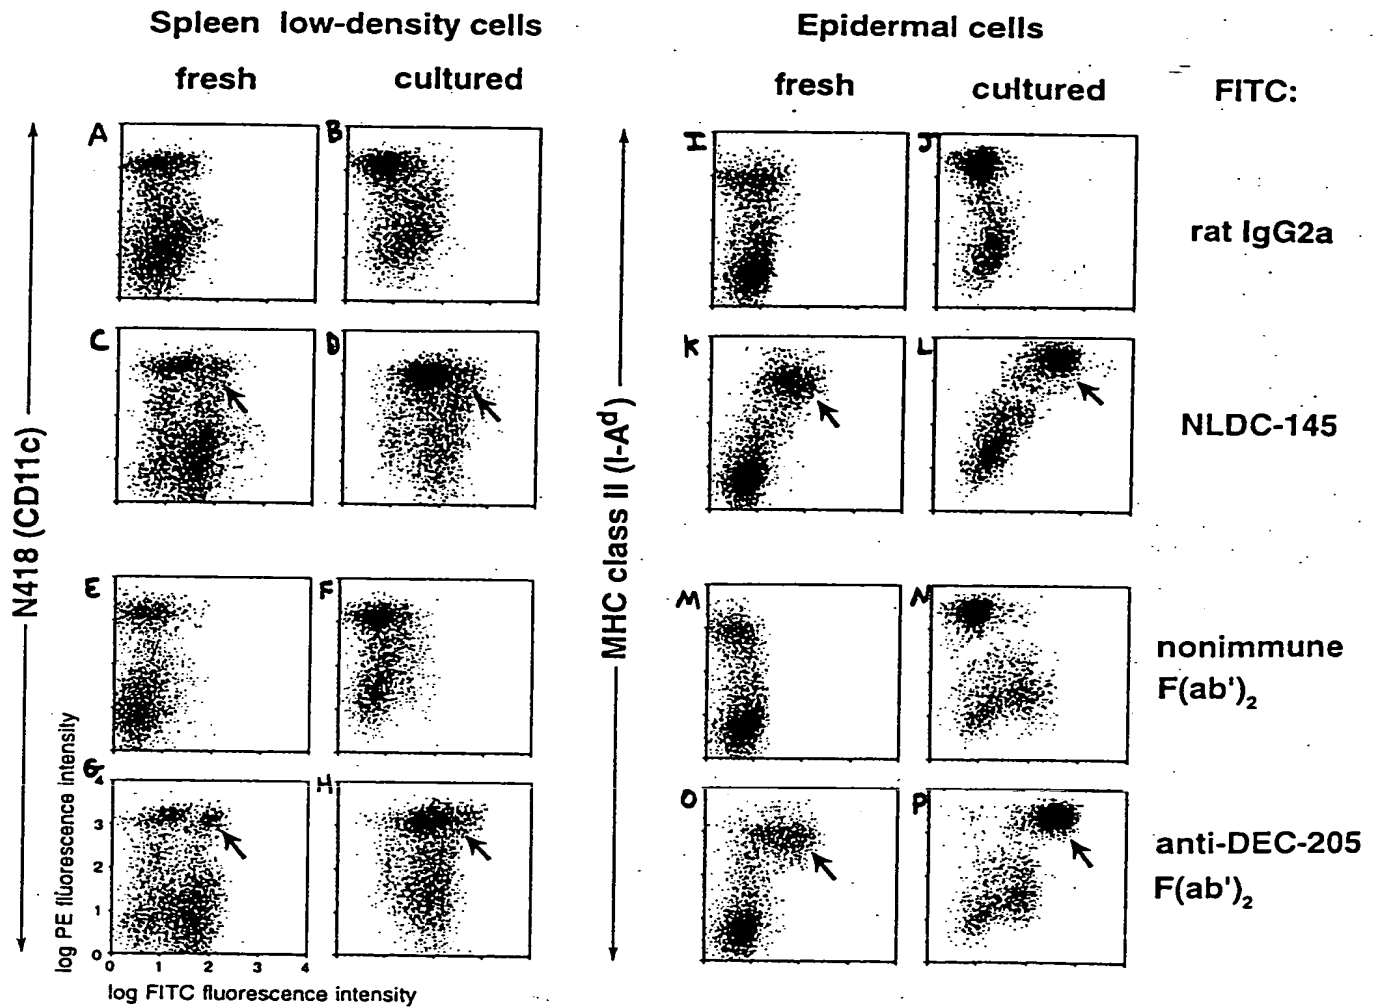 Spleen low-density cells
Epidermal cells
fresh
cultured
fresh
cultured
FITC:
A
B
I
J
rat IgG2a
C
D
K
L
NLDC-145
N418 (CD11c)
MHC class II (I-Aᵈ)
E
F
M
N
nonimmune
F(ab')₂
G
H
O
P
anti-DEC-205
F(ab')₂
log PE fluorescence intensity
4
3
2
1
0
0 1 2 3 4
log FITC fluorescence intensity